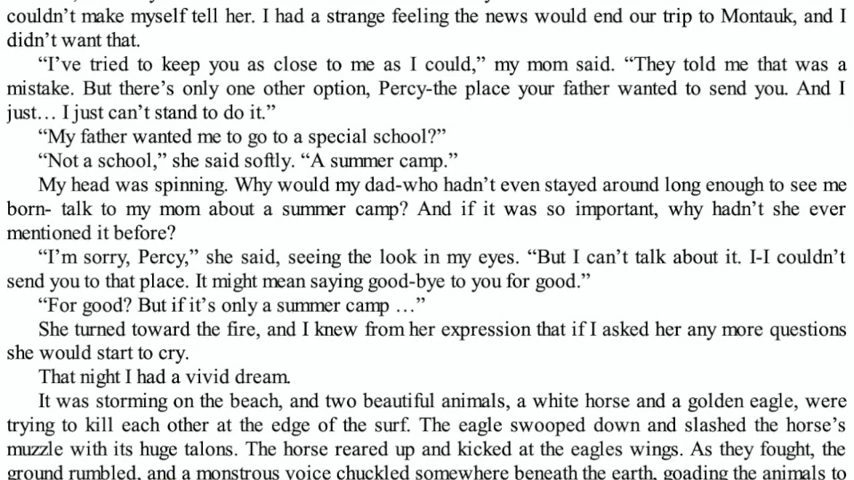 couldn’t make myself tell her. I had a strange feeling the news would end our trip to Montauk, and I
didn’t want that.
“I’ve tried to keep you as close to me as I could,” my mom said. “They told me that was a
mistake. But there’s only one other option, Percy-the place your father wanted to send you. And I
just… I just can’t stand to do it.”
“My father wanted me to go to a special school?”
“Not a school,” she said softly. “A summer camp.”
My head was spinning. Why would my dad-who hadn’t even stayed around long enough to see me
born- talk to my mom about a summer camp? And if it was so important, why hadn’t she ever
mentioned it before?
“I’m sorry, Percy,” she said, seeing the look in my eyes. “But I can’t talk about it. I-I couldn’t
send you to that place. It might mean saying good-bye to you for good.”
“For good? But if it’s only a summer camp …”
She turned toward the fire, and I knew from her expression that if I asked her any more questions
she would start to cry.
That night I had a vivid dream.
It was storming on the beach, and two beautiful animals, a white horse and a golden eagle, were
trying to kill each other at the edge of the surf. The eagle swooped down and slashed the horse’s
muzzle with its huge talons. The horse reared up and kicked at the eagles wings. As they fought, the
ground rumbled, and a monstrous voice chuckled somewhere beneath the earth, goading the animals to